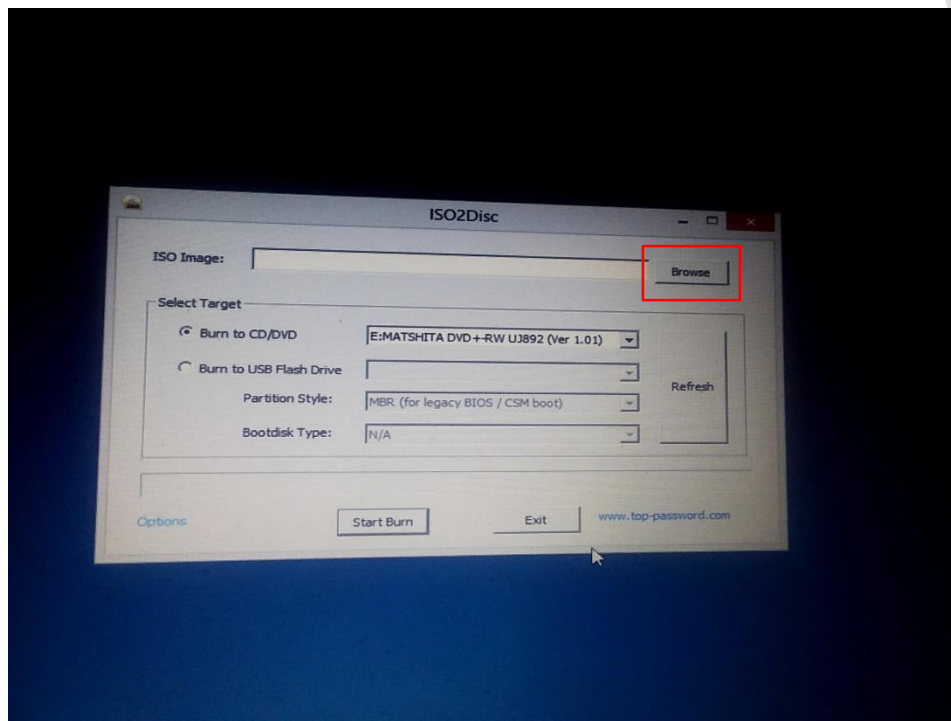 ISO2Disc
ISO Image:
Browse
Select Target
Burn to CD/DVD
E:MATSHITA DVD+-RW UJ892 (Ver 1.01)
Burn to USB Flash Drive
Refresh
Partition Style:
MBR (for legacy BIOS / CSM boot)
Bootdisk Type:
N/A
Options
Start Burn
Exit
www.top-password.com